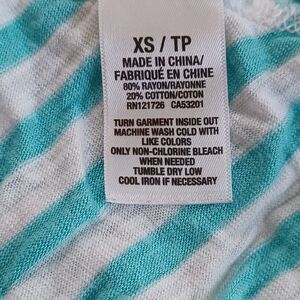 XS / TP
MADE IN CHINA/
FABRIQUÉ EN CHINE
80% RAYON/RAYONNE
20% COTTON/COTON
RN121726 CA53201
TURN GARMENT INSIDE OUT
MACHINE WASH COLD WITH
LIKE COLORS
ONLY NON-CHLORINE BLEACH
WHEN NEEDED
TUMBLE DRY LOW
COOL IRON IF NECESSARY